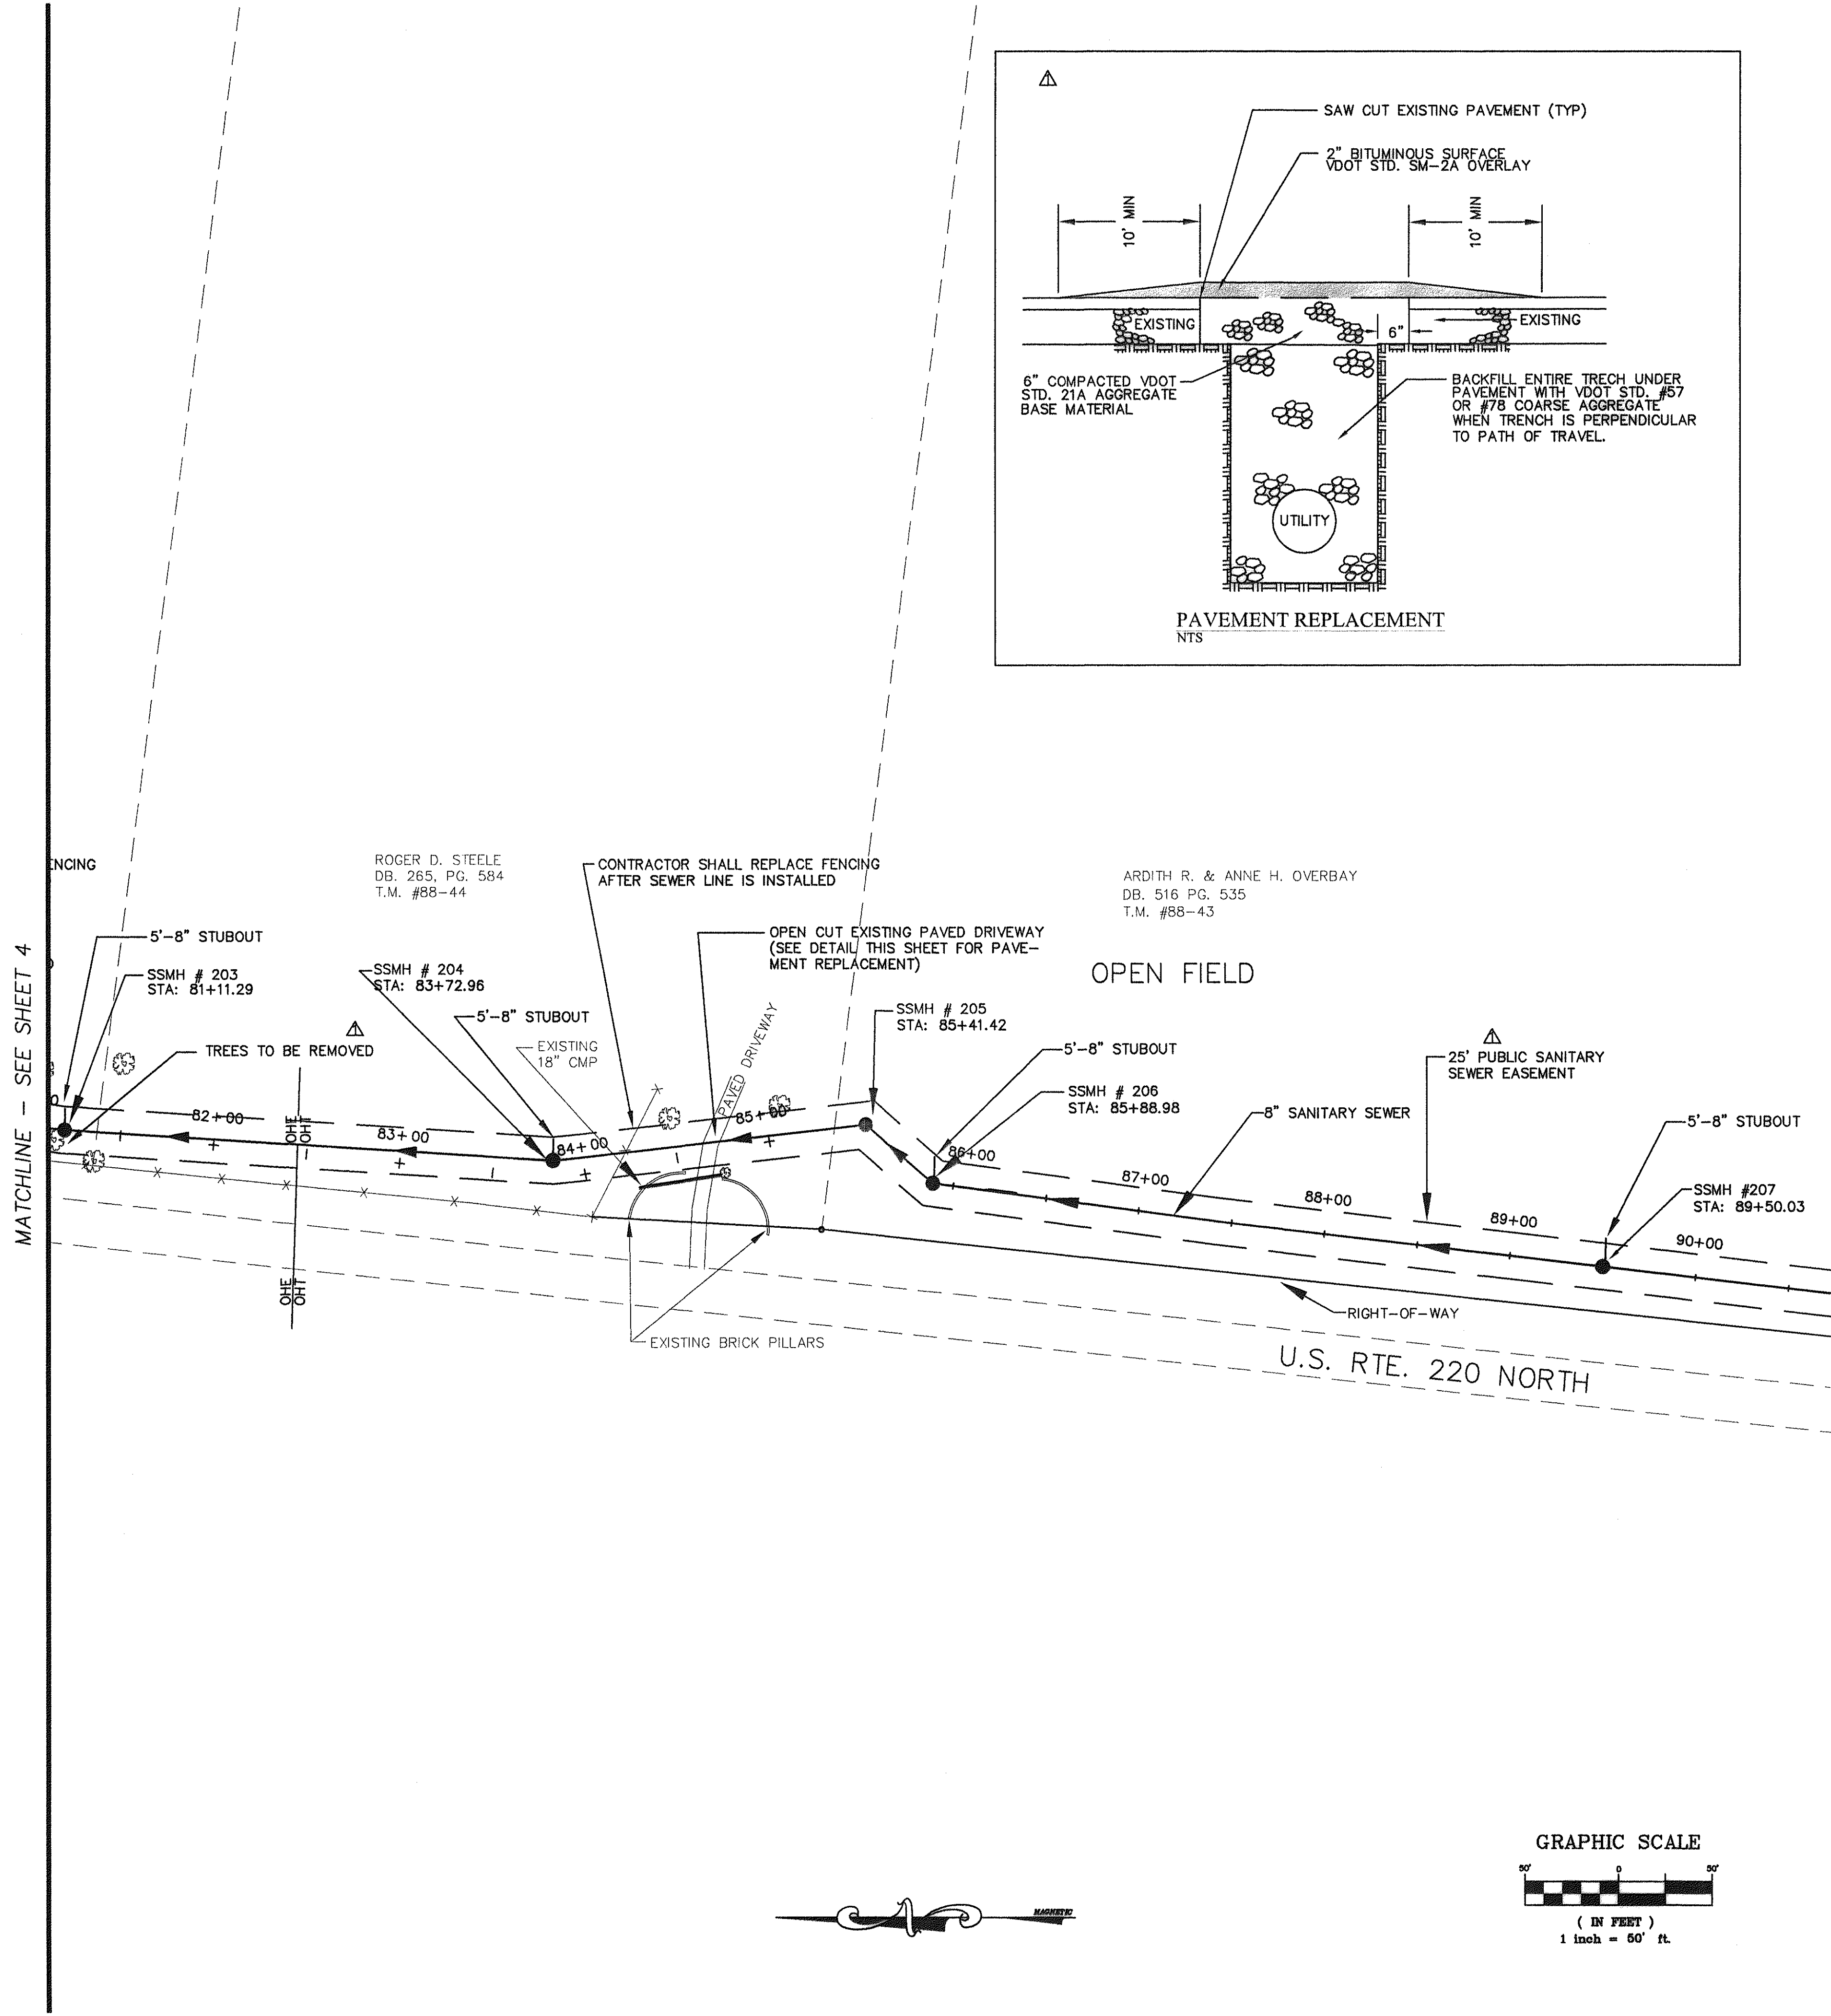 SAW CUT EXISTING PAVEMENT (TYP)
2" BITUMINOUS SURFACE
VDOT STD. SM-2A OVERLAY
10' MIN
10' MIN
EXISTING
6"
EXISTING
6" COMPACTED VDOT
STD. 21A AGGREGATE
BASE MATERIAL
BACKFILL ENTIRE TRECH UNDER
PAVEMENT WITH VDOT STD. #57
OR #78 COARSE AGGREGATE
WHEN TRENCH IS PERPENDICULAR
TO PATH OF TRAVEL.
UTILITY
PAVEMENT REPLACEMENT
NTS
MATCHLINE - SEE SHEET 4
ENCING
ROGER D. STEELE
DB. 265, PG. 584
T.M. #88-44
CONTRACTOR SHALL REPLACE FENCING
AFTER SEWER LINE IS INSTALLED
ARDITH R. & ANNE H. OVERBAY
DB. 516 PG. 535
T.M. #88-43
5'-8" STUBOUT
SSMH # 203
STA: 81+11.29
SSMH # 204
STA: 83+72.96
OPEN CUT EXISTING PAVED DRIVEWAY
(SEE DETAIL THIS SHEET FOR PAVE-
MENT REPLACEMENT)
OPEN FIELD
5'-8" STUBOUT
SSMH # 205
STA: 85+41.42
TREES TO BE REMOVED
EXISTING
18" CMP
PAVED DRIVEWAY
5'-8" STUBOUT
25' PUBLIC SANITARY
SEWER EASEMENT
SSMH # 206
STA: 85+88.98
8" SANITARY SEWER
5'-8" STUBOUT
82+00
83+00
84+00
85+00
86+00
87+00
88+00
89+00
90+00
SSMH #207
STA: 89+50.03
OHE
OHT
OHE
OHT
EXISTING BRICK PILLARS
RIGHT-OF-WAY
U.S. RTE. 220 NORTH
N
MAGNETIC
GRAPHIC SCALE
50' 0 50'
( IN FEET )
1 inch = 50' ft.